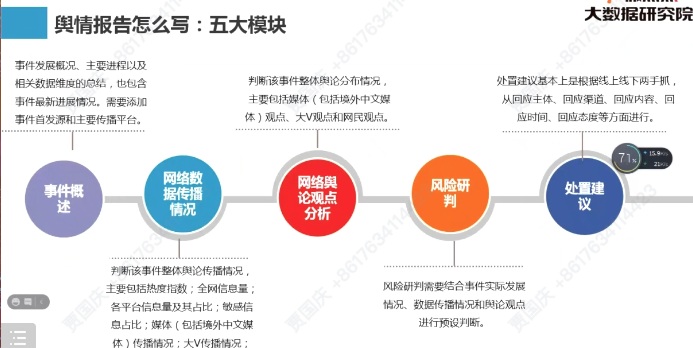 舆情报告怎么写：五大模块
大数据研究院
事件发展概况、主要进程以及
相关数据维度的总结，也包含
事件最新进展情况。需要添加
事件首发源和主要传播平台。
判断该事件整体舆论分布情况，
主要包括媒体（包括境外中文媒
体）观点、大V观点和网民观点。
处置建议基本上是根据线上线下两手抓，
从回应主体、回应渠道、回应内容、回
应时间、回应态度等方面进行。
71%
15.9
21
事件概
述
网络数
据传播
情况
网络舆
论观点
分析
风险研
判
处置建
议
判断该事件整体舆论传播情况，
主要包括热度指数；全网信息量；
各平台信息量及其占比；敏感信
息占比；媒体（包括境外中文媒
体）传播情况；大V传播情况；
风险研判需要结合事件实际发展
情况、数据传播情况和舆论观点
进行预设判断。
贾国庆 +8617634114423